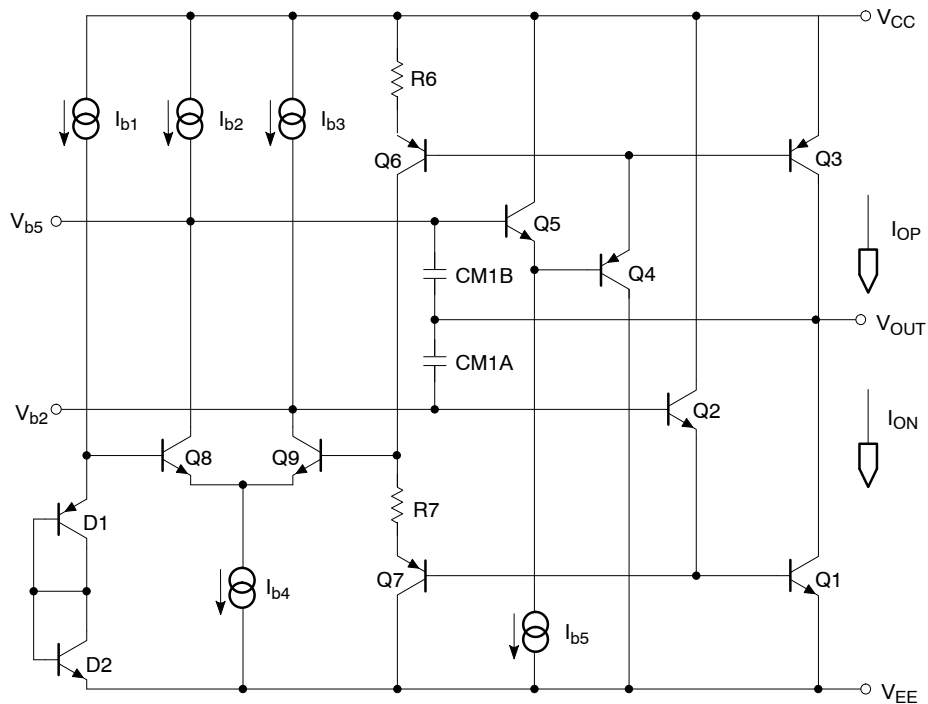 V_CC
R6
I_b1
I_b2
I_b3
Q6
Q3
V_b5
Q5
I_OP
Q4
CM1B
V_OUT
CM1A
V_b2
Q2
I_ON
Q8
Q9
R7
D1
Q7
Q1
I_b4
I_b5
D2
V_EE